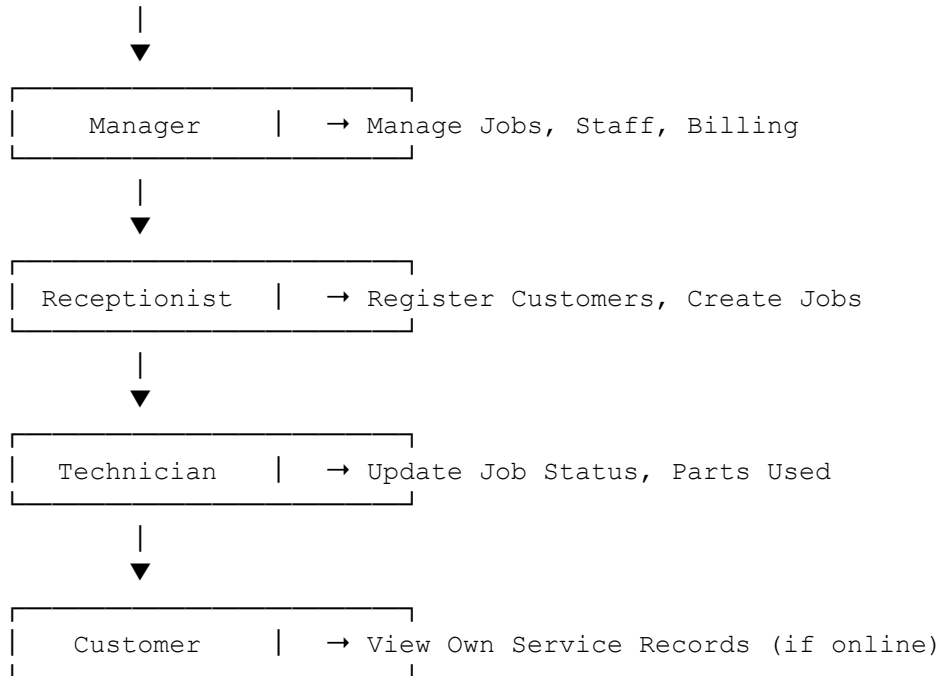 Manager → Manage Jobs, Staff, Billing
Receptionist → Register Customers, Create Jobs
Technician → Update Job Status, Parts Used
Customer → View Own Service Records (if online)